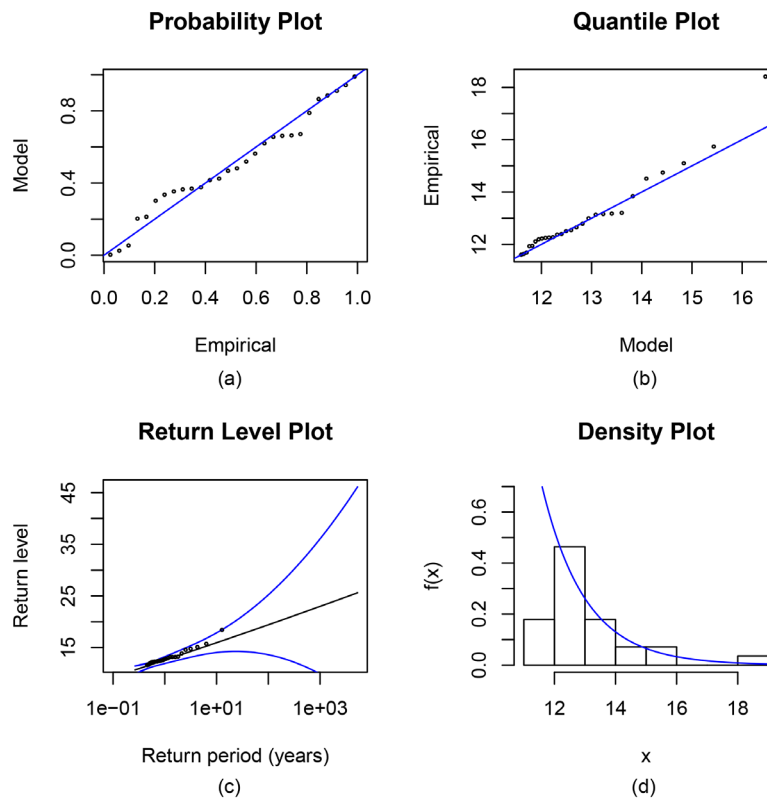 Probability Plot
Model
0.0 0.4 0.8
0.0 0.2 0.4 0.6 0.8 1.0
Empirical
(a)
Quantile Plot
Empirical
12 14 16 18
12 13 14 15 16
Model
(b)
Return Level Plot
Return level
15 25 35 45
1e−01 1e+01 1e+03
Return period (years)
(c)
Density Plot
f(x)
0.0 0.2 0.4 0.6
12 14 16 18
x
(d)